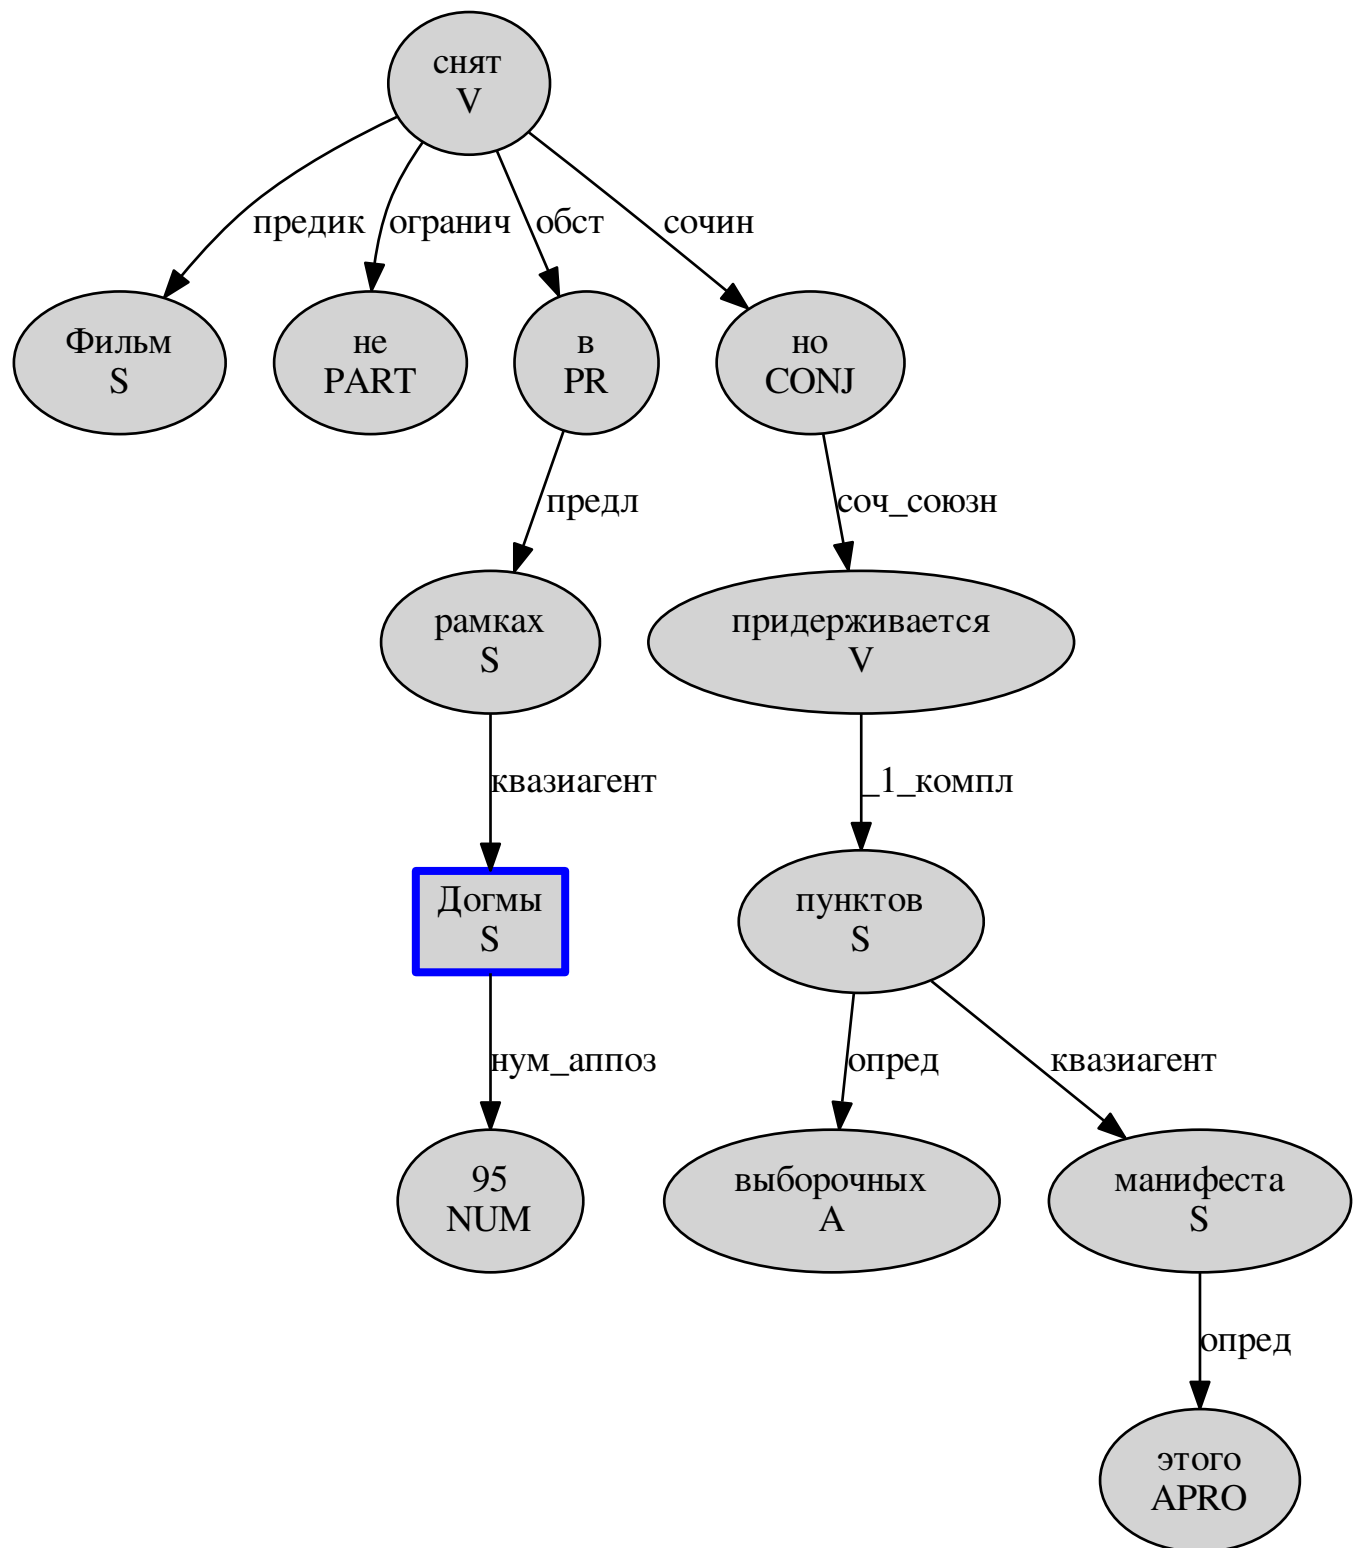 снят
V
предик
огранич
обст
сочин
Фильм
S
не
PART
в
PR
но
CONJ
предл
соч_союзн
рамках
S
придерживается
V
квазиагент
_1_компл
Догмы
S
пунктов
S
нум_аппоз
опред
квазиагент
95
NUM
выборочных
A
манифеста
S
опред
этого
APRO